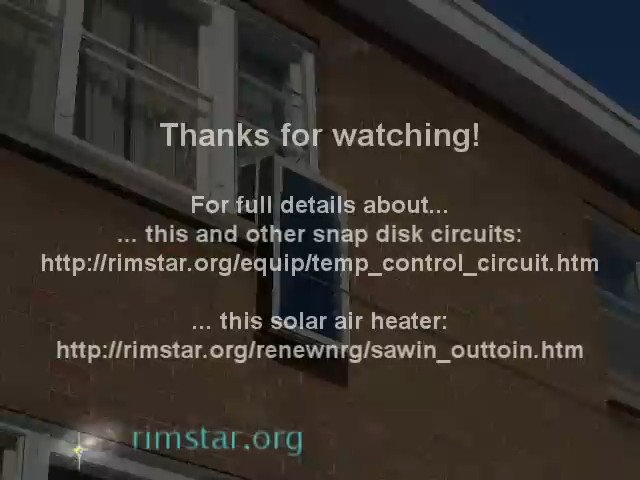 Thanks for watching!
For full details about...
... this and other snap disk circuits:
http://rimstar.org/equip/temp_control_circuit.htm
... this solar air heater:
http://rimstar.org/renewnrg/sawin_outtoin.htm
rimstar.org